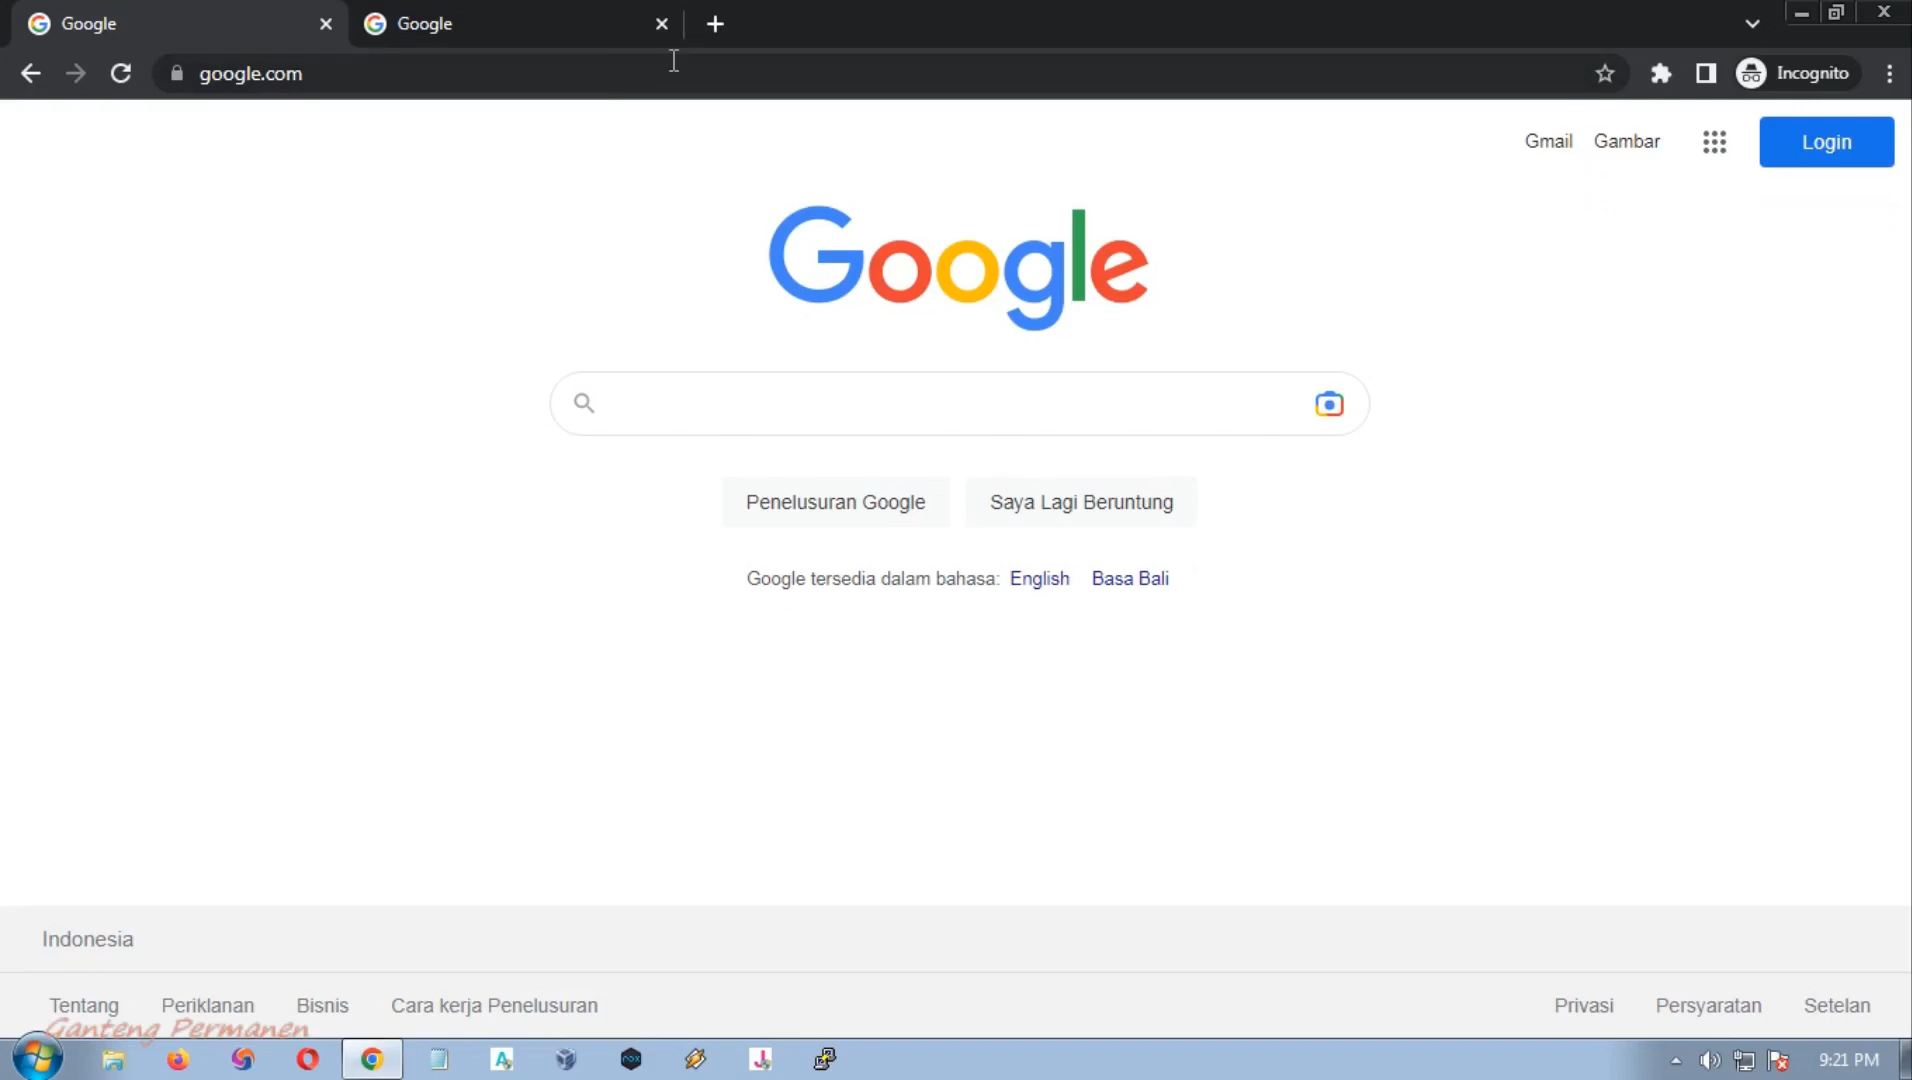 Google
Google
google.com
Incognito
Gmail
Gambar
Login
Google
Penelusuran Google
Saya Lagi Beruntung
Google tersedia dalam bahasa: English Basa Bali
Indonesia
Tentang
Periklanan
Bisnis
Cara kerja Penelusuran
Privasi
Persyaratan
Setelan
Ganteng Permanen
nox
9:21 PM